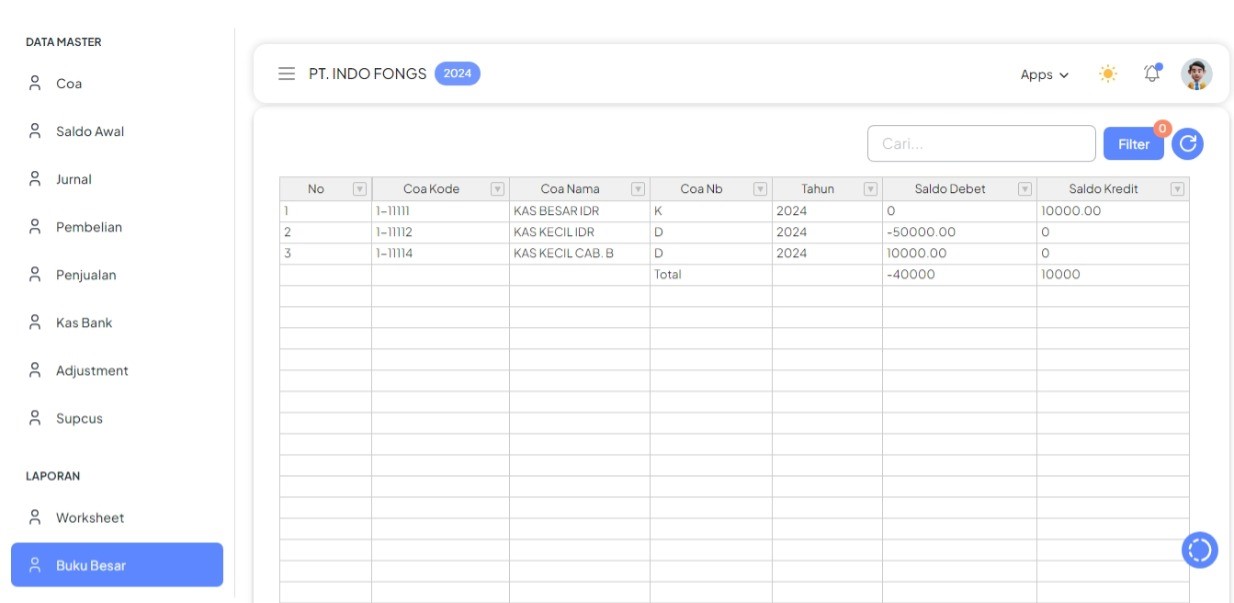 DATA MASTER
Coa
Saldo Awal
Jurnal
Pembelian
Penjualan
Kas Bank
Adjustment
Supcus
LAPORAN
Worksheet
Buku Besar
PT. INDO FONGS 2024
Apps
Cari...
Filter
0
No Coa Kode Coa Nama Coa Nb Tahun Saldo Debet Saldo Kredit
1 1-11111 KAS BESAR IDR K 2024 0 10000.00
2 1-11112 KAS KECIL IDR D 2024 -50000.00 0
3 1-11114 KAS KECIL CAB. B D 2024 10000.00 0
Total -40000 10000